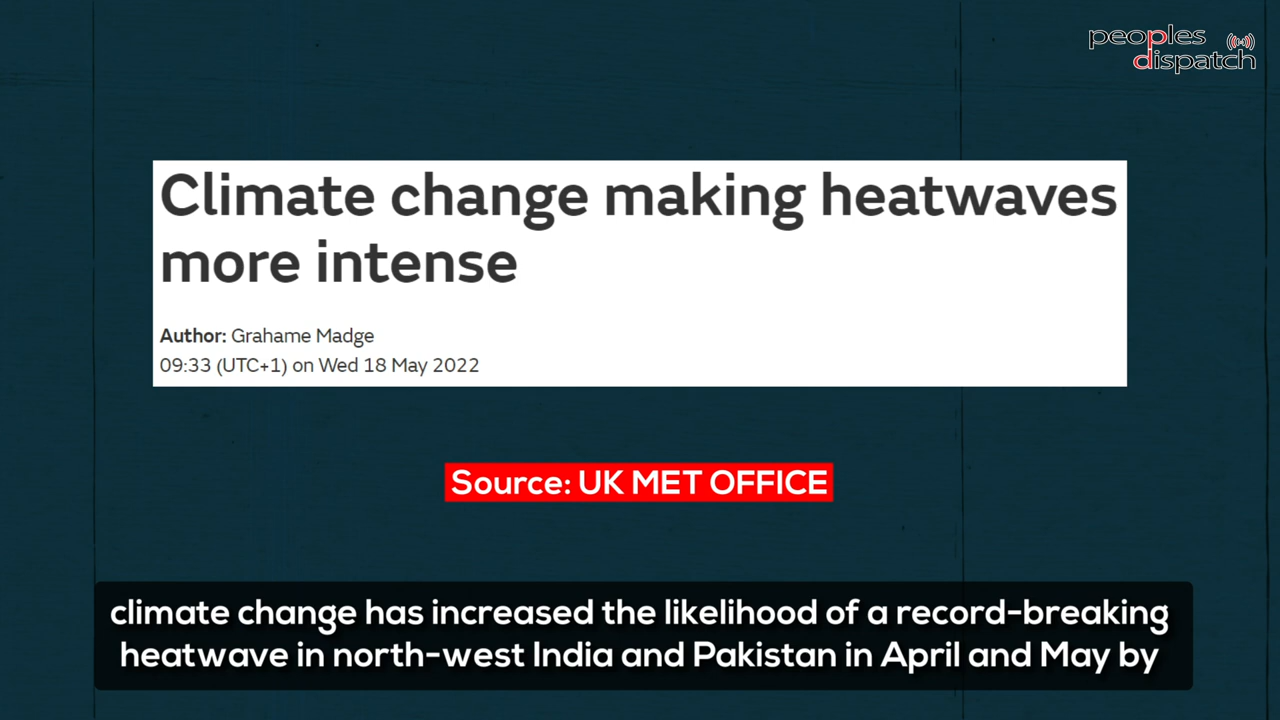 peoples
dispatch
Climate change making heatwaves
more intense
Author: Grahame Madge
09:33 (UTC+1) on Wed 18 May 2022
Source: UK MET OFFICE
climate change has increased the likelihood of a record-breaking
heatwave in north-west India and Pakistan in April and May by